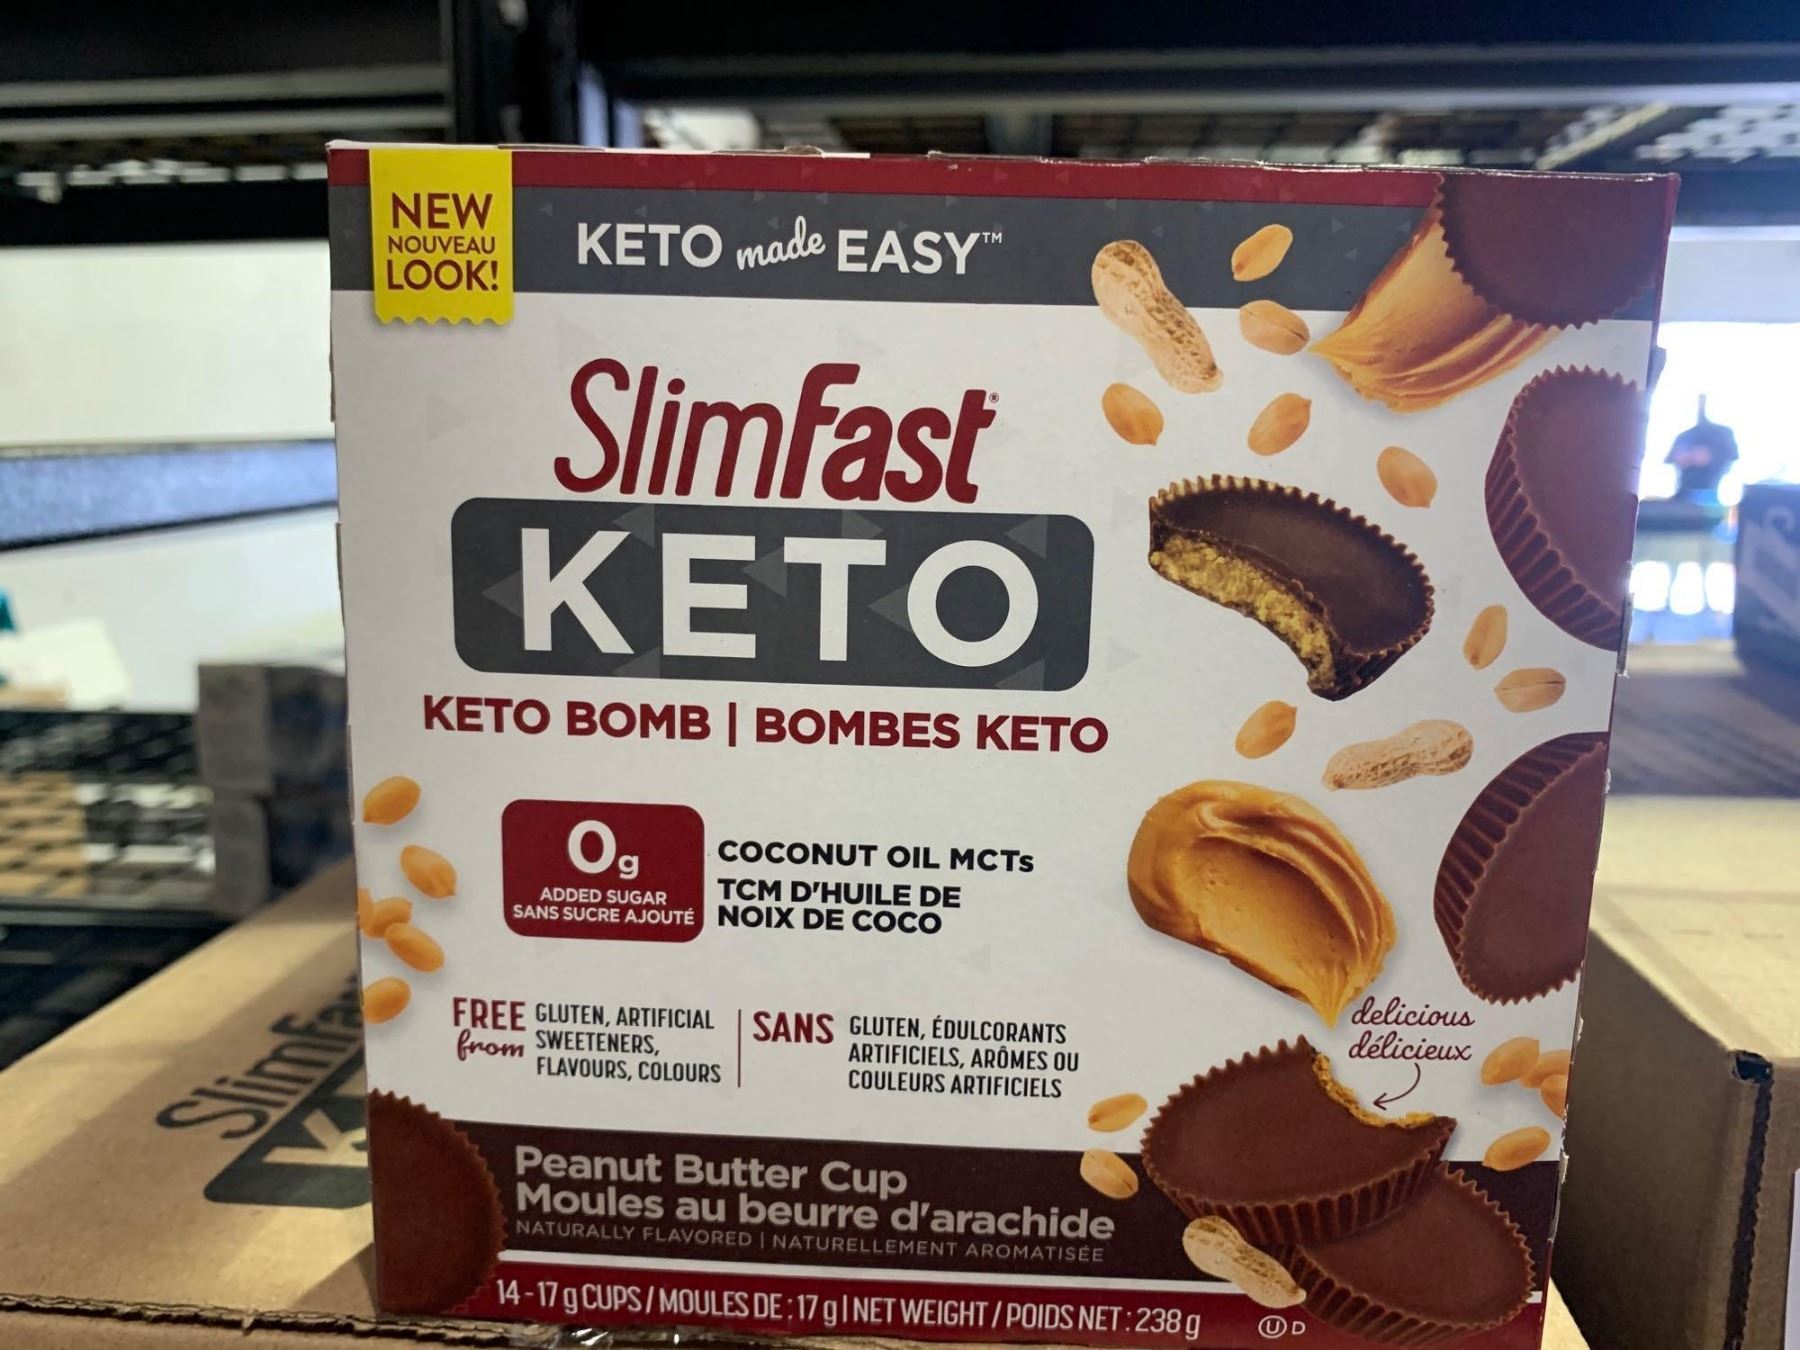 NEW
NOUVEAU
LOOK!
KETO made EASY™
SlimFast®
KETO
KETO BOMB | BOMBES KETO
0g
ADDED SUGAR
SANS SUCRE AJOUTÉ
COCONUT OIL MCTs
TCM D'HUILE DE
NOIX DE COCO
FREE from
GLUTEN, ARTIFICIAL
SWEETENERS,
FLAVOURS, COLOURS
SANS
GLUTEN, ÉDULCORANTS
ARTIFICIELS, ARÔMES OU
COULEURS ARTIFICIELS
delicious
délicieux
Peanut Butter Cup
Moules au beurre d'arachide
NATURALLY FLAVORED | NATURELLEMENT AROMATISÉE
14-17 g CUPS / MOULES DE : 17 g | NET WEIGHT / POIDS NET : 238 g
U D
SlimFa
K